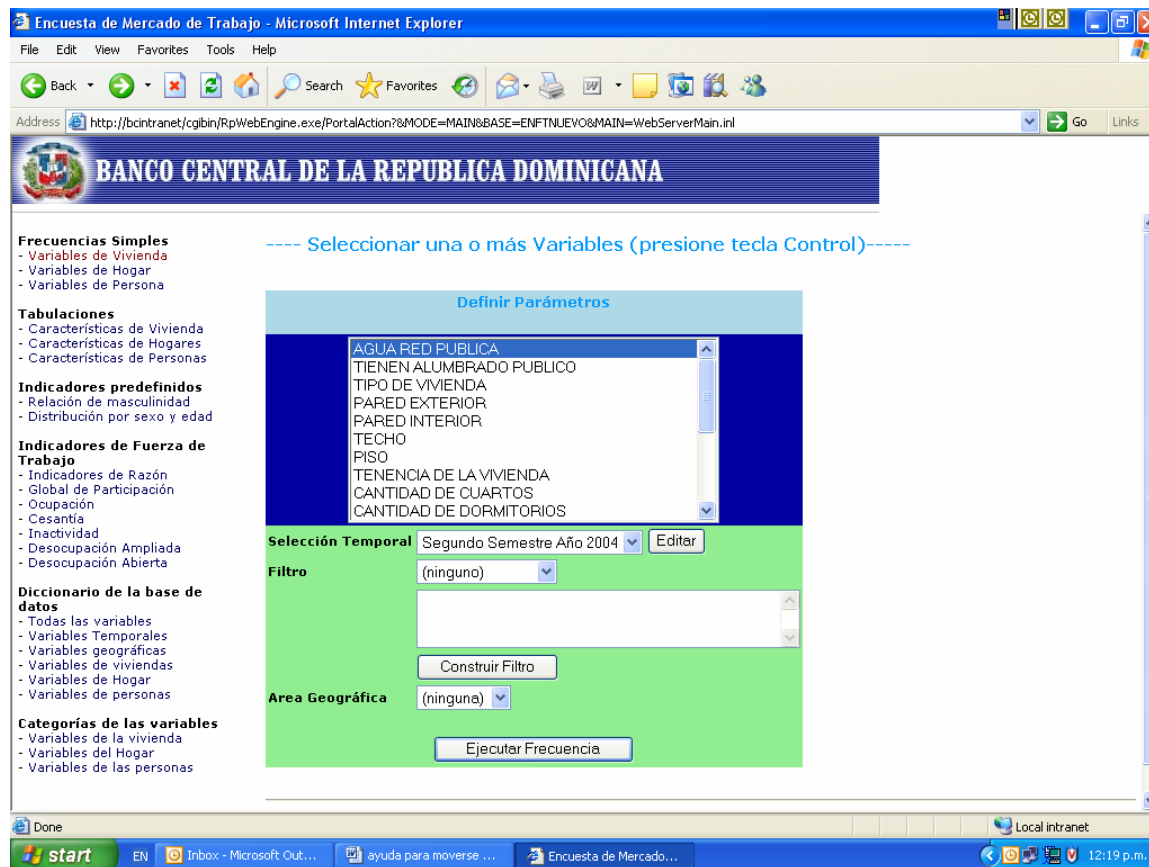 Encuesta de Mercado de Trabajo - Microsoft Internet Explorer
File Edit View Favorites Tools Help
Back Search Favorites
Address http://bcintranet/cgibin/RpWebEngine.exe/PortalAction?&MODE=MAIN&BASE=ENFTNUEVO&MAIN=WebServerMain.inl Go Links
BANCO CENTRAL DE LA REPUBLICA DOMINICANA
Frecuencias Simples
- Variables de Vivienda
- Variables de Hogar
- Variables de Persona
Tabulaciones
- Características de Vivienda
- Características de Hogares
- Características de Personas
Indicadores predefinidos
- Relación de masculinidad
- Distribución por sexo y edad
Indicadores de Fuerza de
Trabajo
- Indicadores de Razón
- Global de Participación
- Ocupación
- Cesantía
- Inactividad
- Desocupación Ampliada
- Desocupación Abierta
Diccionario de la base de
datos
- Todas las variables
- Variables Temporales
- Variables geográficas
- Variables de viviendas
- Variables de Hogar
- Variables de personas
Categorías de las variables
- Variables de la vivienda
- Variables del Hogar
- Variables de las personas
---- Seleccionar una o más Variables (presione tecla Control)-----
Definir Parámetros
AGUA RED PUBLICA
TIENEN ALUMBRADO PUBLICO
TIPO DE VIVIENDA
PARED EXTERIOR
PARED INTERIOR
TECHO
PISO
TENENCIA DE LA VIVIENDA
CANTIDAD DE CUARTOS
CANTIDAD DE DORMITORIOS
Selección Temporal Segundo Semestre Año 2004 Editar
Filtro (ninguno)
Construir Filtro
Area Geográfica (ninguna)
Ejecutar Frecuencia
Done Local intranet
start EN Inbox - Microsoft Out... ayuda para moverse ... Encuesta de Mercado... 12:19 p.m.